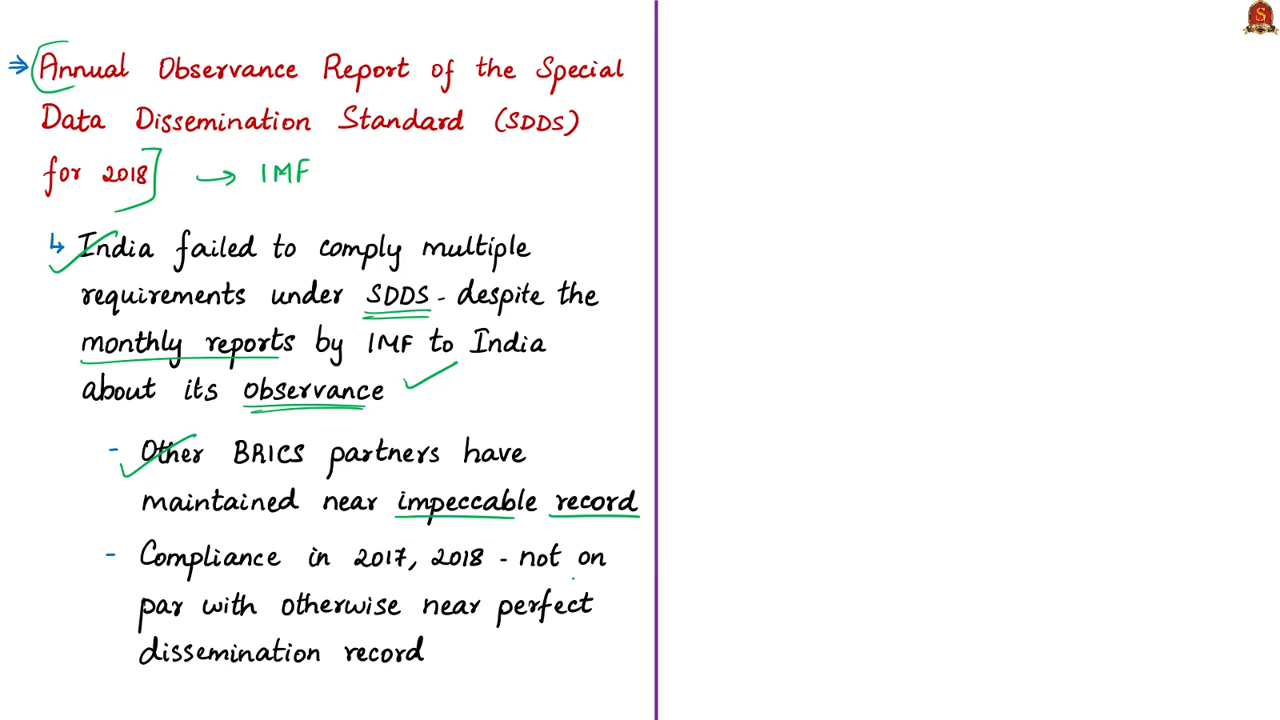 ⇒ Annual Observance Report of the Special
Data Dissemination Standard (SDDS)
for 2018 → IMF
↳ India failed to comply multiple
requirements under SDDS - despite the
monthly reports by IMF to India
about its observance
- Other BRICS partners have
maintained near impeccable record
- Compliance in 2017, 2018 - not on
par with otherwise near perfect
dissemination record
S